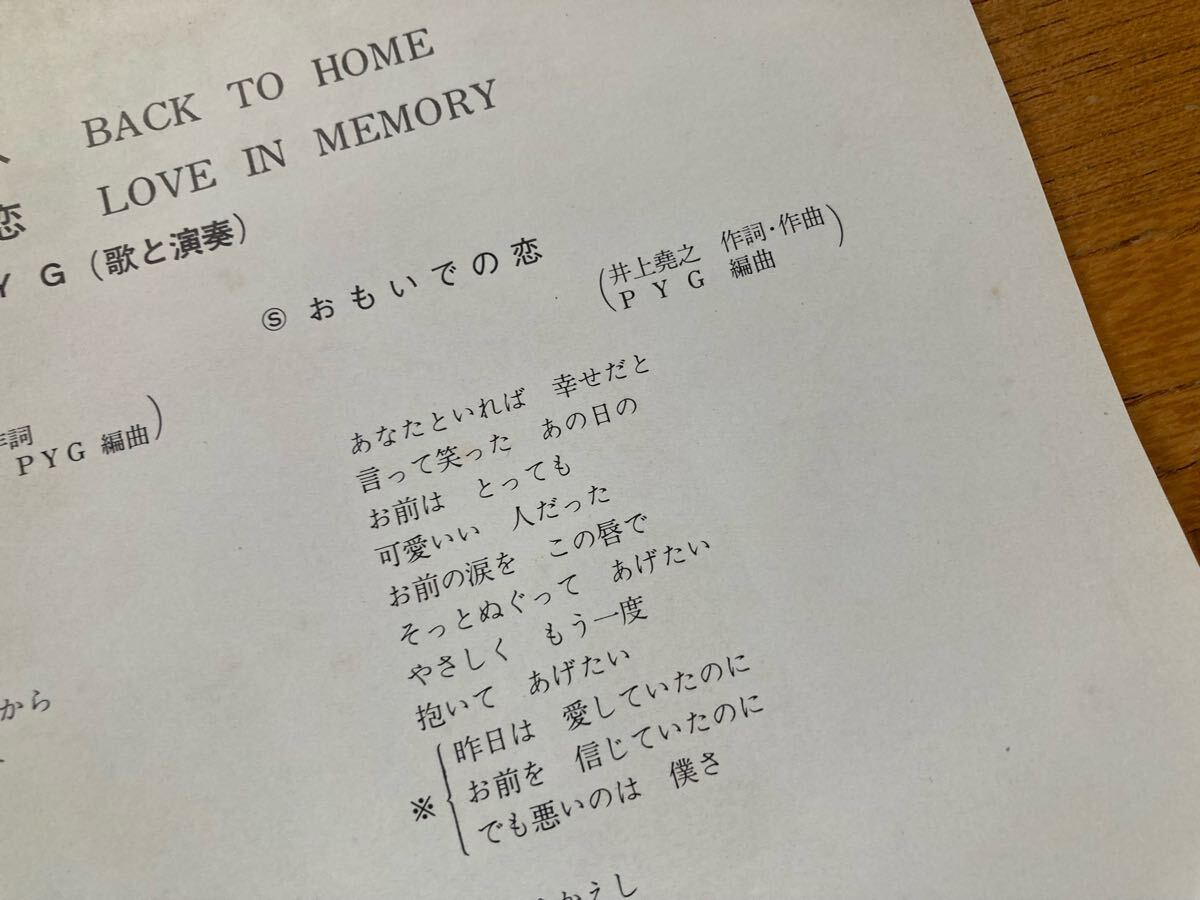 BACK TO HOME
恋 LOVE IN MEMORY
Y G (歌と演奏)
Ⓢ おもいでの恋
(井上堯之 作詞・作曲
P Y G 編曲)
作詞
PYG 編曲)
から
あなたといれば 幸せだと
言って笑った あの日の
お前は とっても
可愛いい 人だった
お前の涙を この唇で
そっとぬぐって あげたい
やさしく もう一度
抱いて あげたい
※ 昨日は 愛していたのに
お前を 信じていたのに
でも悪いのは 僕さ
かえし